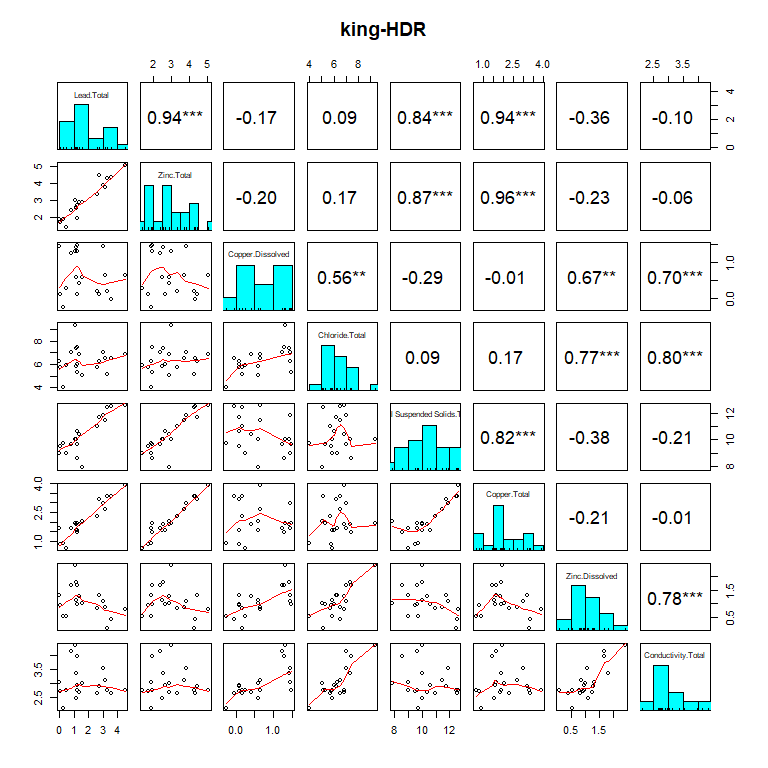 king-HDR
2 3 4 5
4 6 8
1.0 2.5 4.0
2.5 3.5
Lead.Total
0.94***
-0.17
0.09
0.84***
0.94***
-0.36
-0.10
0 2 4
2 3 4 5
Zinc.Total
-0.20
0.17
0.87***
0.96***
-0.23
-0.06
Copper.Dissolved
0.56**
-0.29
-0.01
0.67**
0.70***
0.0 1.0
4 6 8
Chloride.Total
0.09
0.17
0.77***
0.80***
l Suspended Solids.T
0.82***
-0.38
-0.21
8 10 12
1.0 2.5 4.0
Copper.Total
-0.21
-0.01
Zinc.Dissolved
0.78***
0.5 1.5
2.5 3.5
Conductivity.Total
0 1 2 3 4
0.0 1.0
8 10 12
0.5 1.5